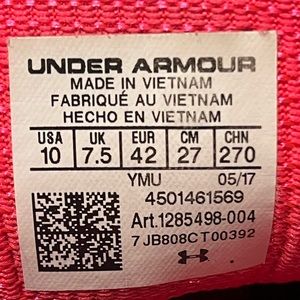 UNDER ARMOUR
MADE IN VIETNAM
FABRIQUÉ AU VIETNAM
HECHO EN VIETNAM
USA UK EUR CM CHN
10 7.5 42 27 270
YMU 05/17
4501461569
Art.1285498-004
7JB808CT00392